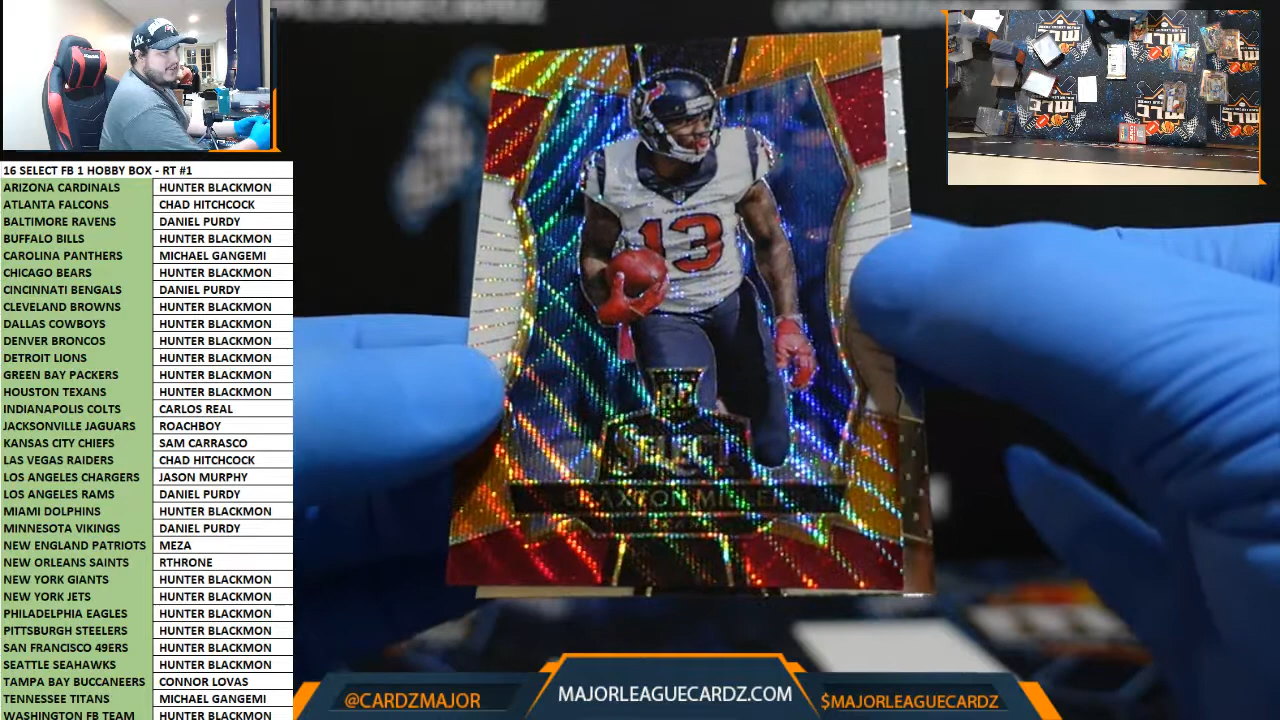 16 SELECT FB 1 HOBBY BOX - RT #1
ARIZONA CARDINALS HUNTER BLACKMON
ATLANTA FALCONS CHAD HITCHCOCK
BALTIMORE RAVENS DANIEL PURDY
BUFFALO BILLS HUNTER BLACKMON
CAROLINA PANTHERS MICHAEL GANGEMI
CHICAGO BEARS HUNTER BLACKMON
CINCINNATI BENGALS DANIEL PURDY
CLEVELAND BROWNS HUNTER BLACKMON
DALLAS COWBOYS HUNTER BLACKMON
DENVER BRONCOS HUNTER BLACKMON
DETROIT LIONS HUNTER BLACKMON
GREEN BAY PACKERS HUNTER BLACKMON
HOUSTON TEXANS HUNTER BLACKMON
INDIANAPOLIS COLTS CARLOS REAL
JACKSONVILLE JAGUARS ROACHBOY
KANSAS CITY CHIEFS SAM CARRASCO
LAS VEGAS RAIDERS CHAD HITCHCOCK
LOS ANGELES CHARGERS JASON MURPHY
LOS ANGELES RAMS DANIEL PURDY
MIAMI DOLPHINS HUNTER BLACKMON
MINNESOTA VIKINGS DANIEL PURDY
NEW ENGLAND PATRIOTS MEZA
NEW ORLEANS SAINTS RTHRONE
NEW YORK GIANTS HUNTER BLACKMON
NEW YORK JETS HUNTER BLACKMON
PHILADELPHIA EAGLES HUNTER BLACKMON
PITTSBURGH STEELERS HUNTER BLACKMON
SAN FRANCISCO 49ERS HUNTER BLACKMON
SEATTLE SEAHAWKS HUNTER BLACKMON
TAMPA BAY BUCCANEERS CONNOR LOVAS
TENNESSEE TITANS MICHAEL GANGEMI
WASHINGTON FB TEAM HUNTER BLACKMON
13
SELECT
BRAXTON MILLER
@CARDZMAJOR
MAJORLEAGUECARDZ.COM
$MAJORLEAGUECARDZ